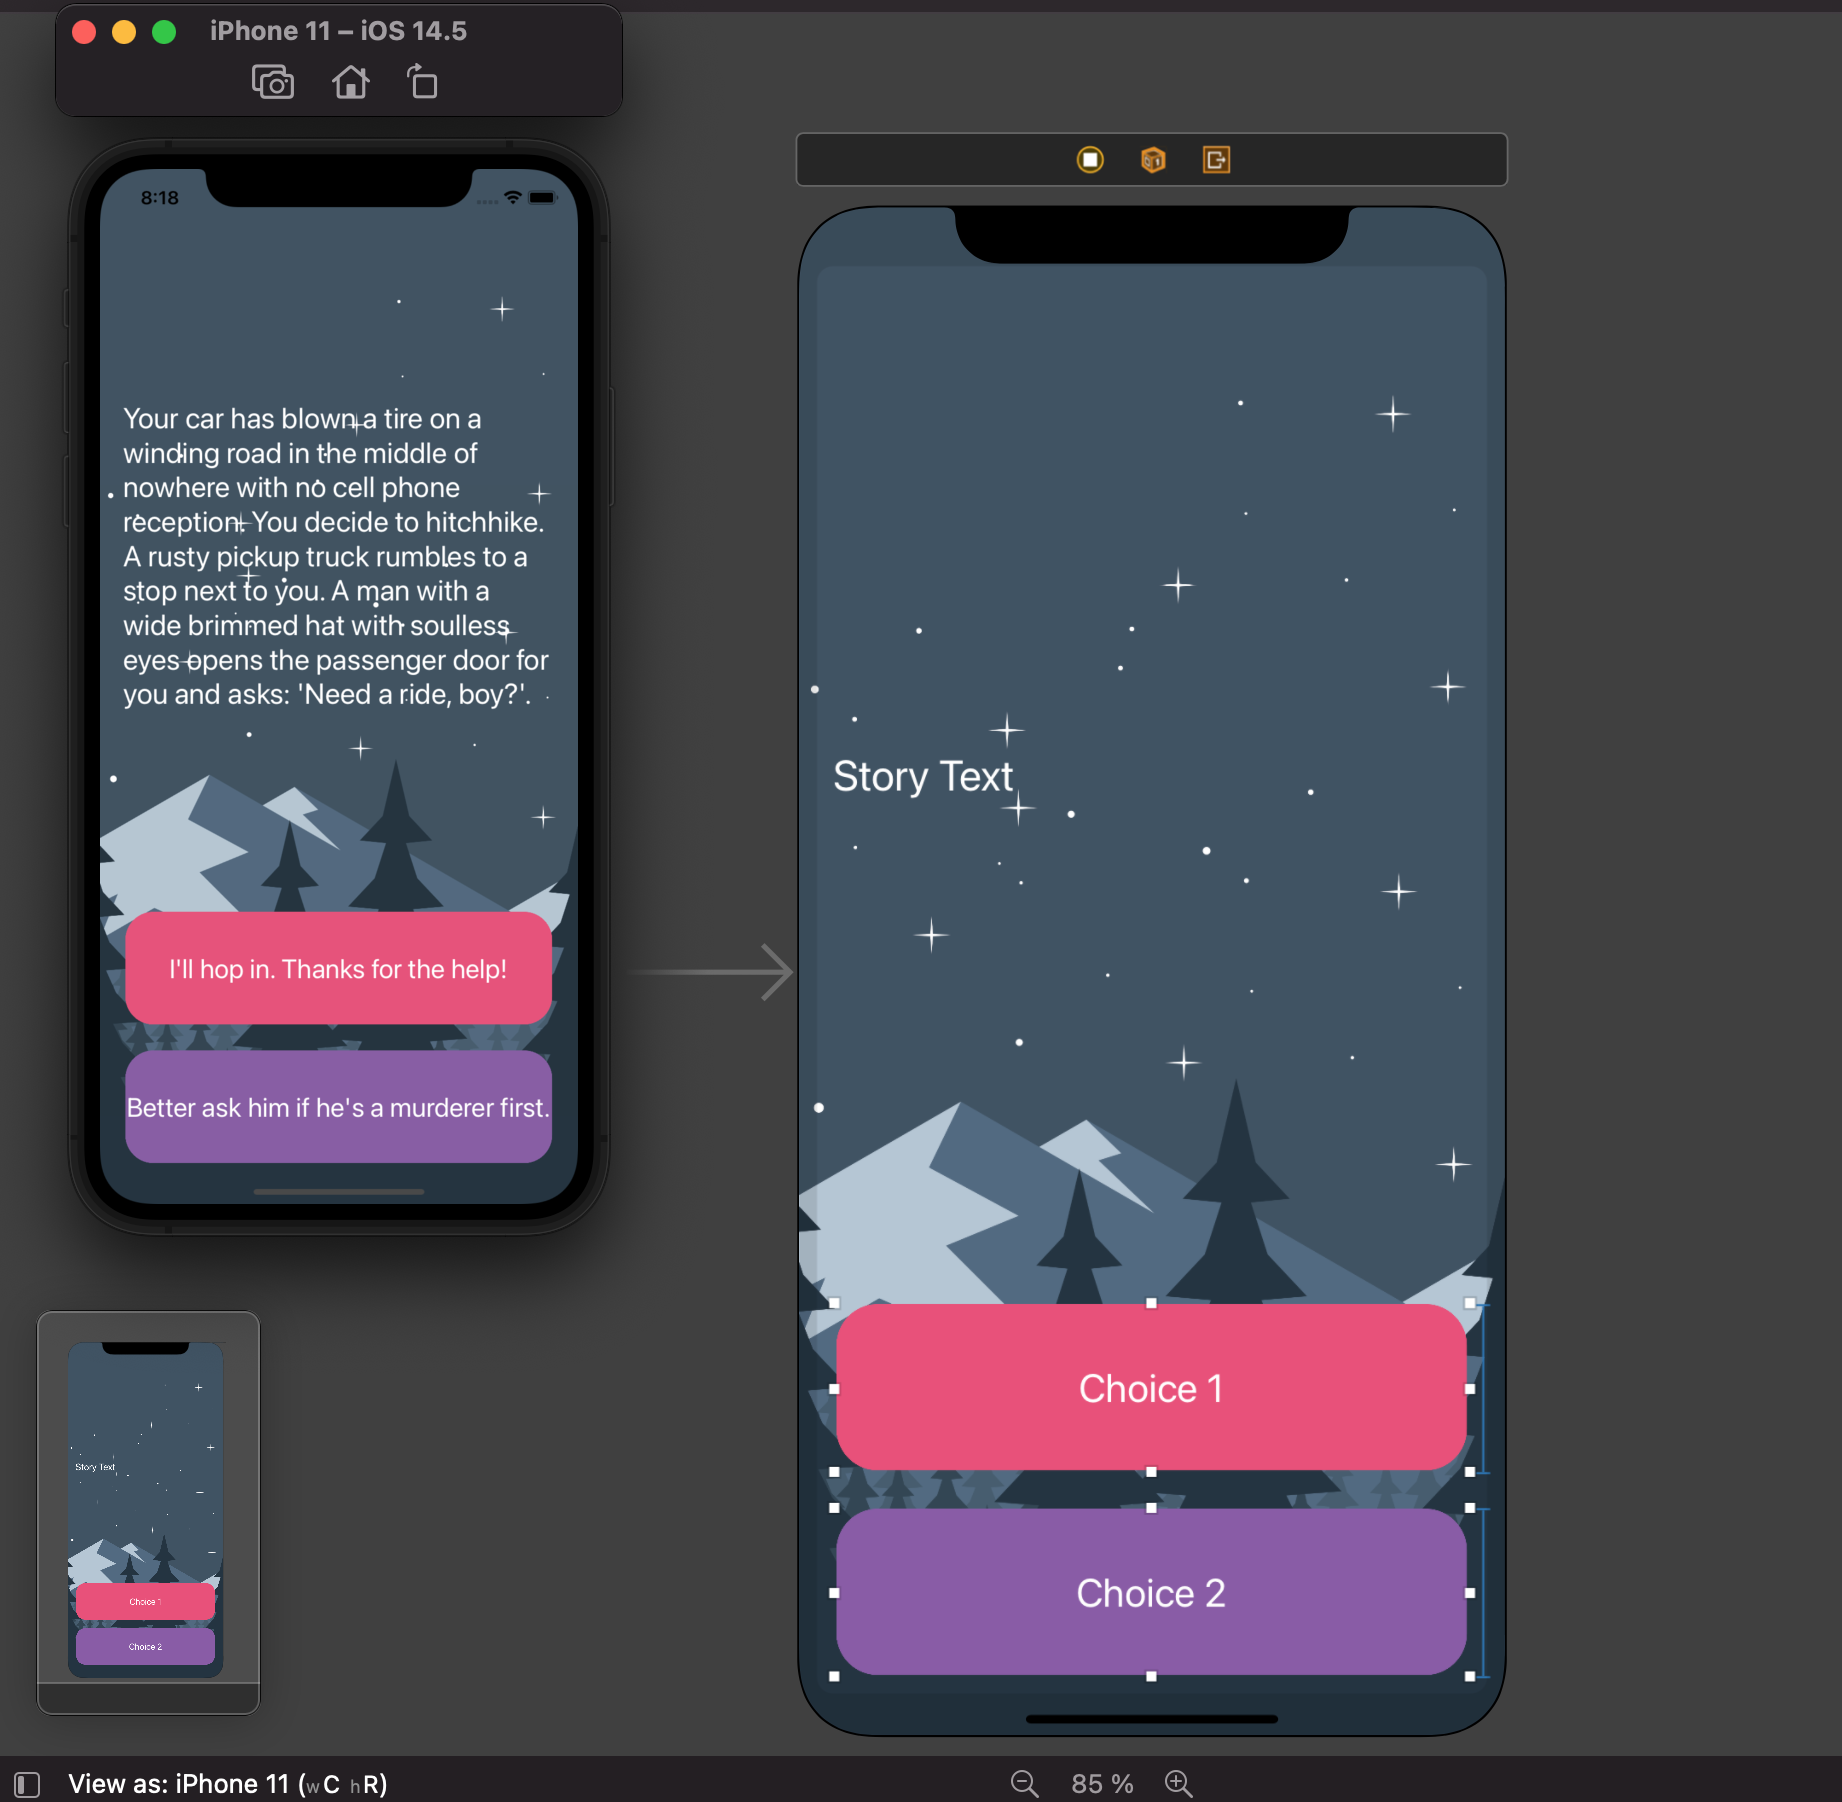 iPhone 11 – iOS 14.5
8:18
Your car has blown a tire on a
winding road in the middle of
nowhere with no cell phone
reception. You decide to hitchhike.
A rusty pickup truck rumbles to a
stop next to you. A man with a
wide brimmed hat with soulless
eyes opens the passenger door for
you and asks: 'Need a ride, boy?'.
I'll hop in. Thanks for the help!
Better ask him if he's a murderer first.
Story Text
Choice 1
Choice 2
Story Text
Choice 1
Choice 2
View as: iPhone 11 (wC hR)
85 %